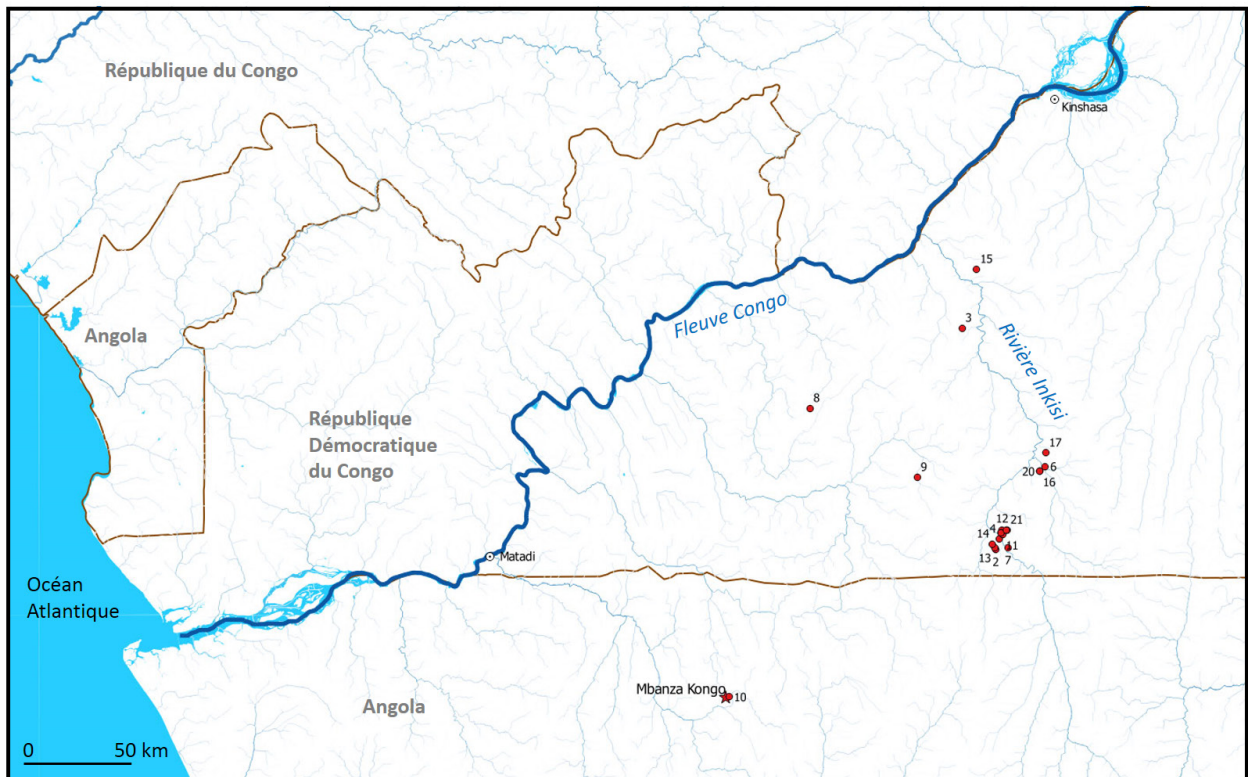 République du Congo
Kinshasa
15
Fleuve Congo
3
Rivière Inkisi
Angola
8
République
Démocratique
du Congo
17
9
20
6
16
12
21
4
14
11
13
2
7
Matadi
Océan
Atlantique
Mbanza Kongo
10
Angola
0
50 km